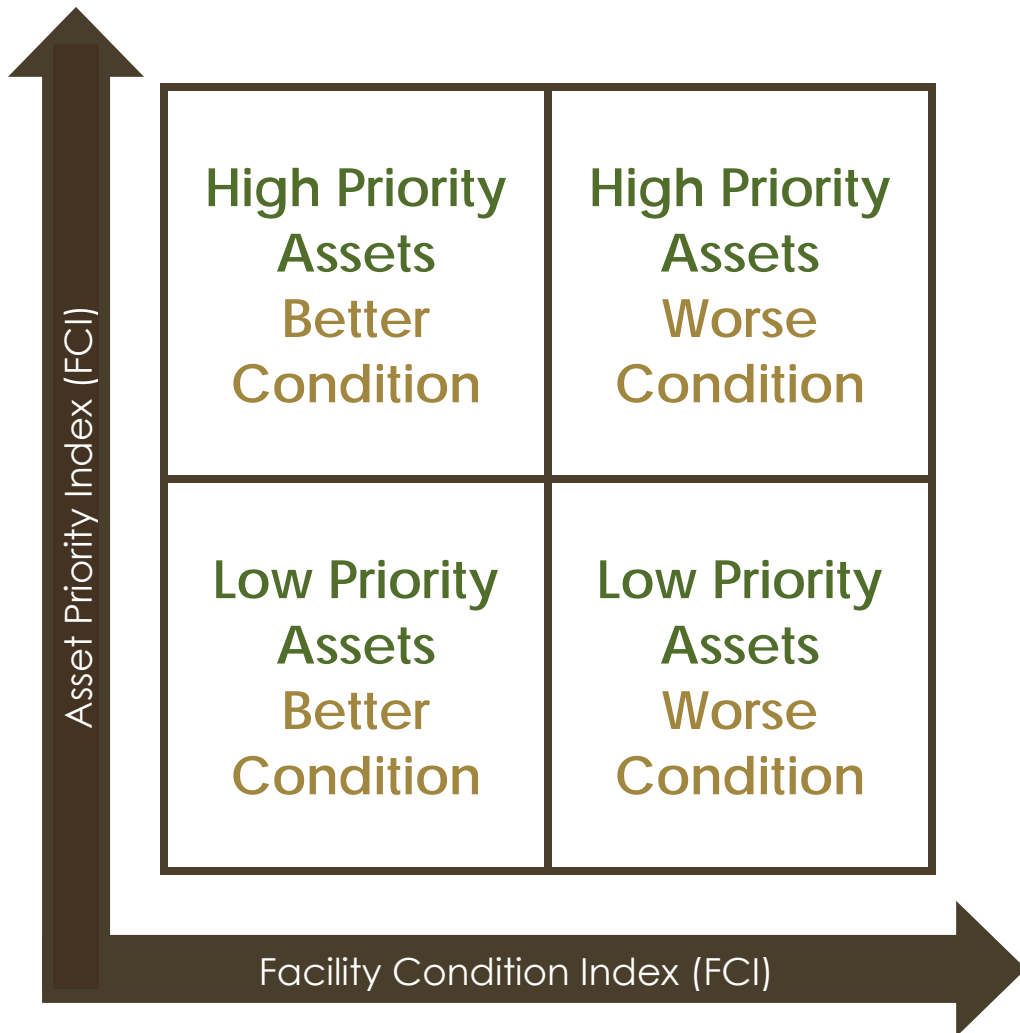 Asset Priority Index (FCI)
High Priority
Assets
Better
Condition
High Priority
Assets
Worse
Condition
Low Priority
Assets
Better
Condition
Low Priority
Assets
Worse
Condition
Facility Condition Index (FCI)